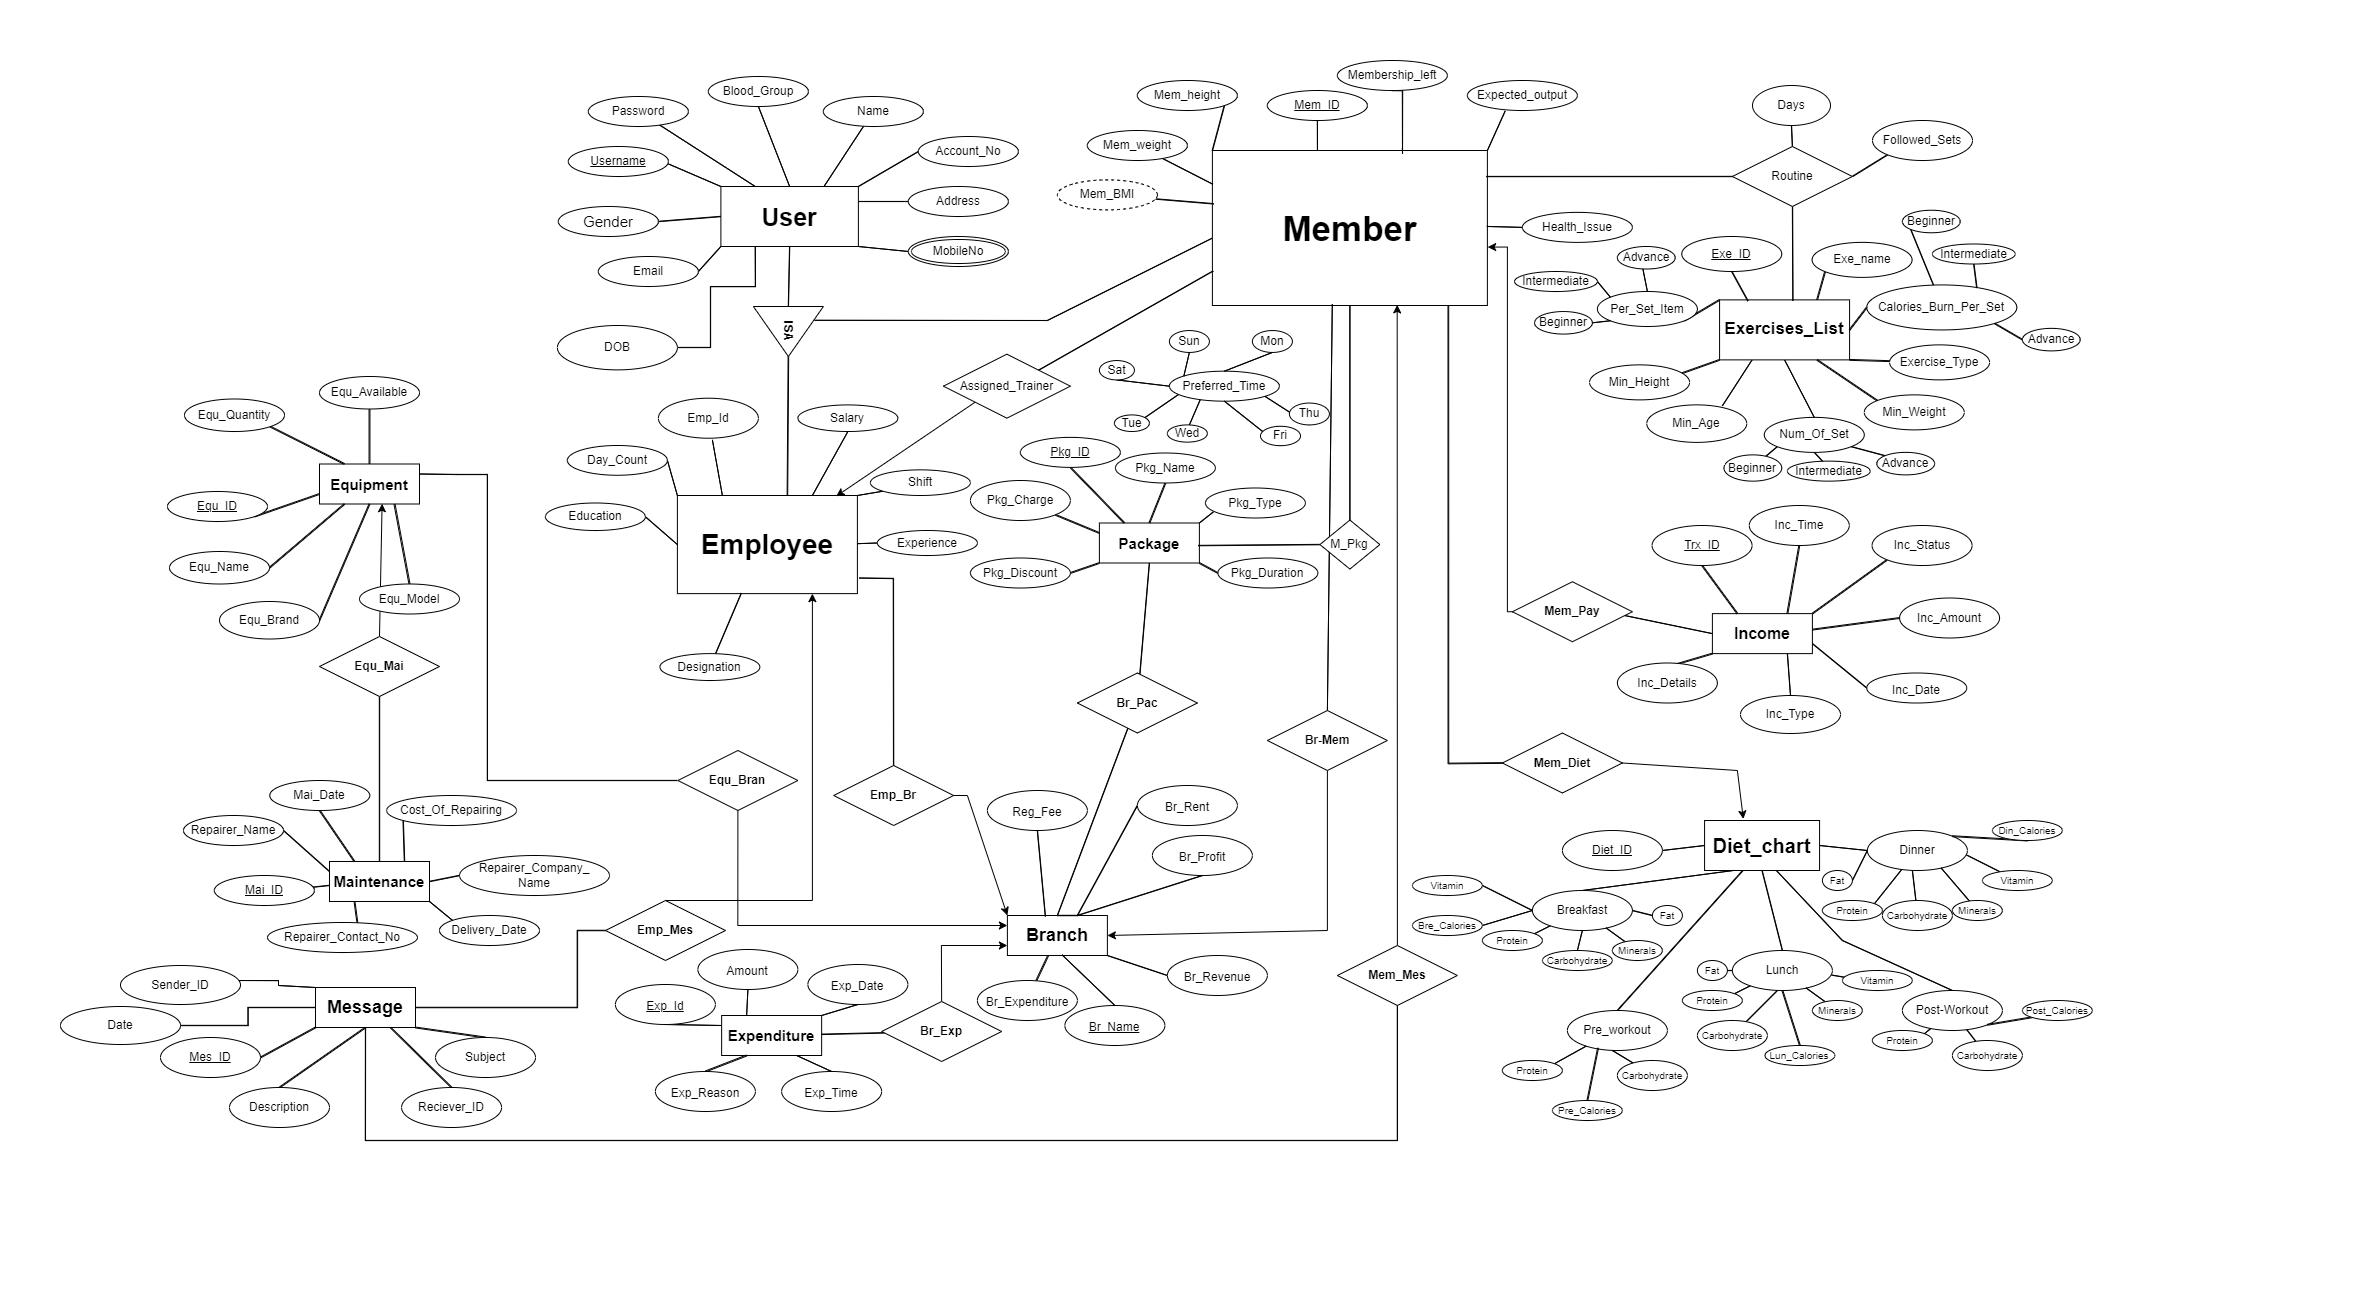 Membership_left
Blood_Group
Mem_height
Mem_ID
Expected_output
Password
Name
Days
Followed_Sets
Username
Account_No
Mem_weight
Mem_BMI
Routine
Gender
User
Address
Member
Health_Issue
Email
MobileNo
DOB
ISA
Beginner
Intermediate
Advance
Exe_ID
Exe_name
Intermediate
Per_Set_Item
Calories_Burn_Per_Set
Beginner
Exercises_List
Advance
Min_Height
Exercise_Type
Min_Age
Min_Weight
Num_Of_Set
Beginner
Intermediate
Advance
Assigned_Trainer
Sun
Mon
Sat
Preferred_Time
Tue
Wed
Fri
Thu
Equ_Available
Equ_Quantity
Equipment
Equ_ID
Equ_Name
Equ_Brand
Equ_Model
Emp_Id
Salary
Day_Count
Shift
Education
Employee
Experience
Designation
Pkg_ID
Pkg_Name
Pkg_Charge
Pkg_Type
Package
M_Pkg
Pkg_Discount
Pkg_Duration
Inc_Time
Trx_ID
Inc_Status
Mem_Pay
Income
Inc_Amount
Inc_Details
Inc_Date
Inc_Type
Equ_Mai
Br_Pac
Br-Mem
Mem_Diet
Equ_Bran
Emp_Br
Mai_Date
Cost_Of_Repairing
Repairer_Name
Maintenance
Repairer_Company_
Name
Mai_ID
Repairer_Contact_No
Delivery_Date
Reg_Fee
Br_Rent
Br_Profit
Emp_Mes
Branch
Br_Expenditure
Br_Name
Br_Revenue
Mem_Mes
Sender_ID
Message
Date
Mes_ID
Subject
Description
Reciever_ID
Amount
Exp_Date
Exp_Id
Expenditure
Br_Exp
Exp_Reason
Exp_Time
Diet_ID
Diet_chart
Dinner
Din_Calories
Fat
Vitamin
Protein
Carbohydrate
Minerals
Vitamin
Breakfast
Fat
Bre_Calories
Protein
Carbohydrate
Minerals
Fat
Lunch
Vitamin
Protein
Minerals
Carbohydrate
Lun_Calories
Post-Workout
Post_Calories
Protein
Carbohydrate
Pre_workout
Protein
Carbohydrate
Pre_Calories